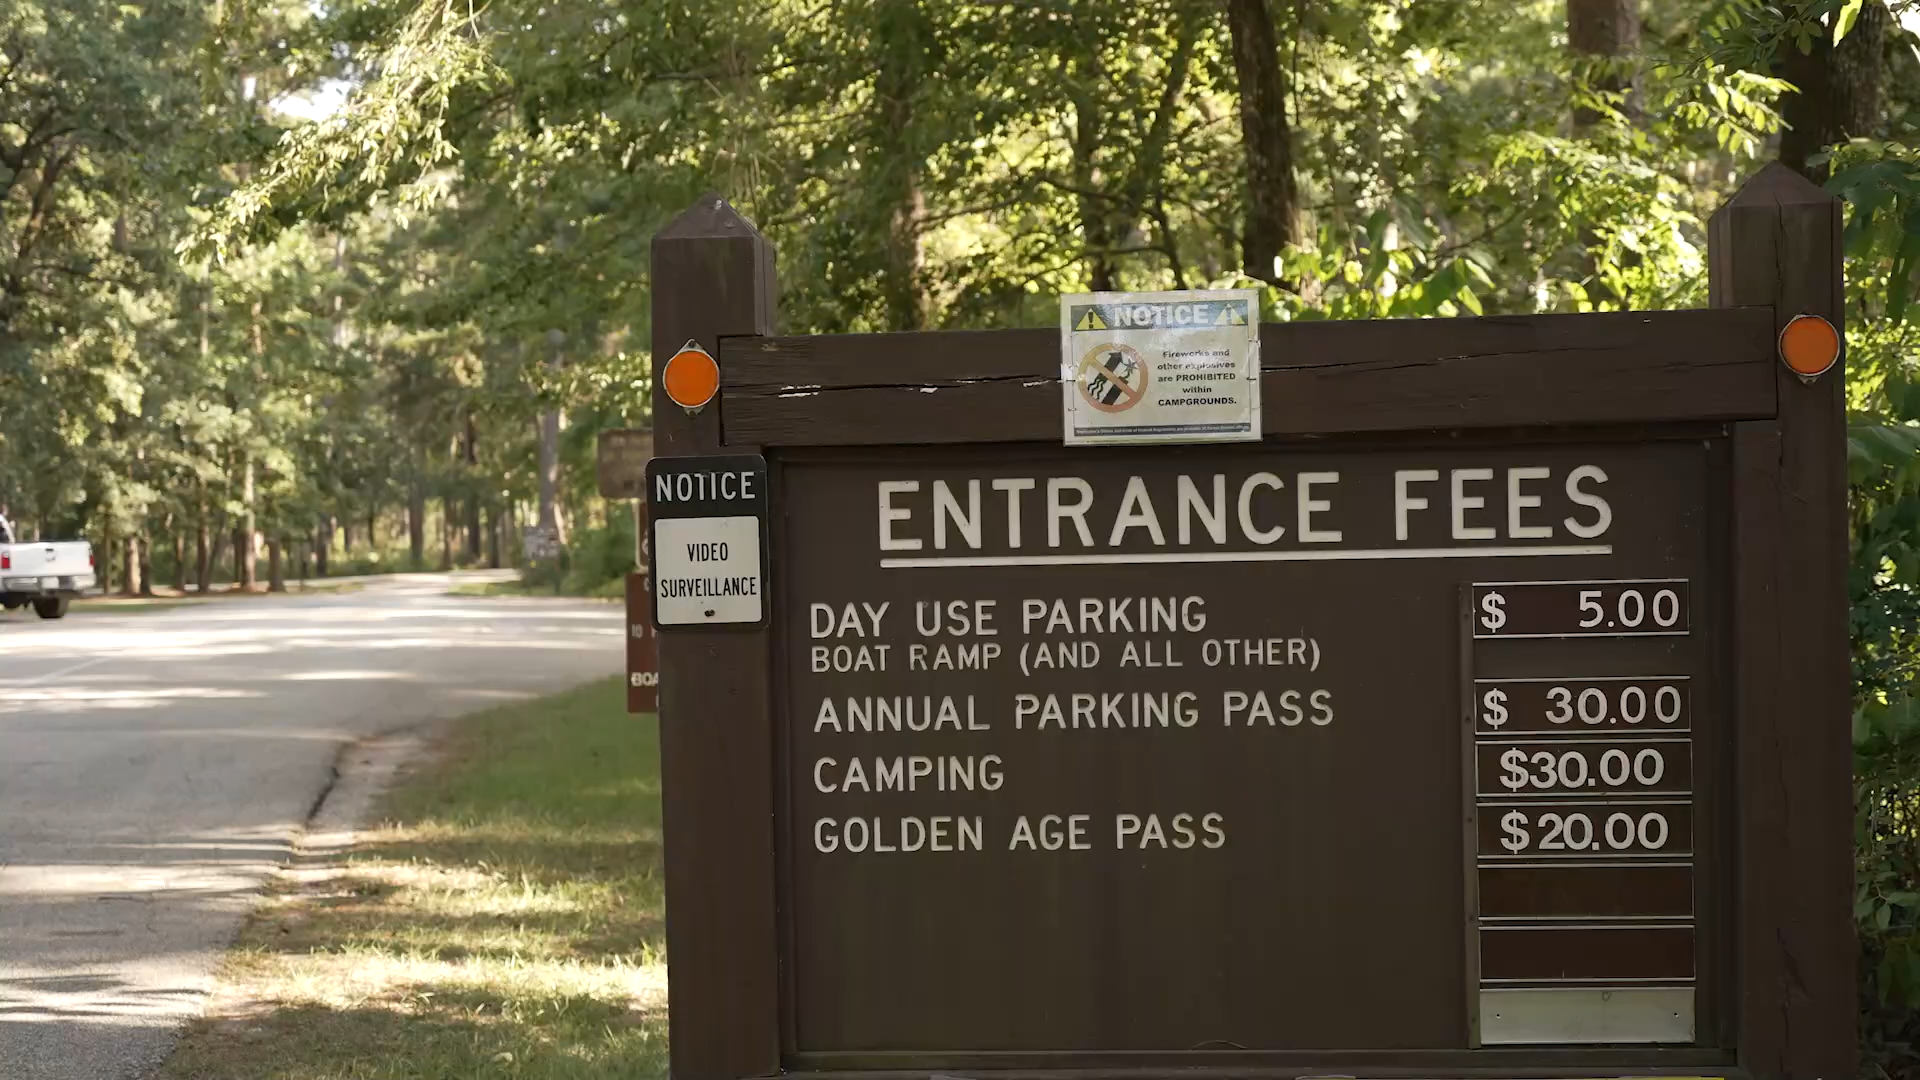 NOTICE
Fireworks and
other explosives
are PROHIBITED
within
CAMPGROUNDS.
NOTICE
VIDEO
SURVEILLANCE
ENTRANCE FEES
DAY USE PARKING $ 5.00
BOAT RAMP (AND ALL OTHER)
ANNUAL PARKING PASS $ 30.00
CAMPING $30.00
GOLDEN AGE PASS $20.00